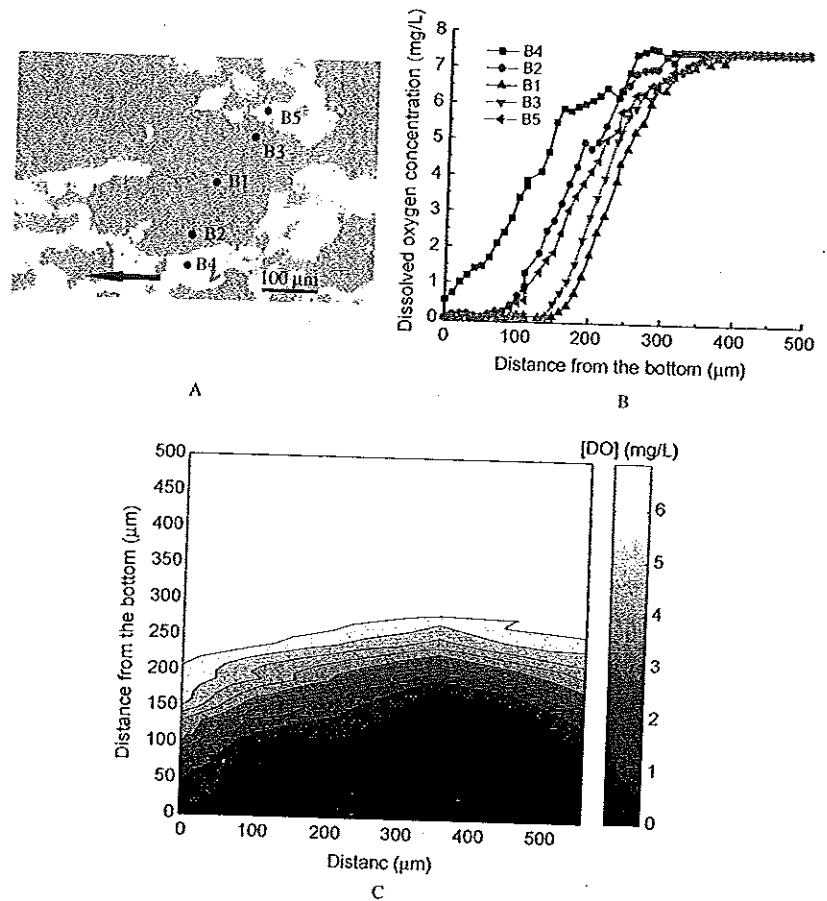 B5
B3
B1
B2
B4
100 μm
A
Dissolved oxygen concentration (mg/L)
8
7
6
5
4
3
2
1
0
B4
B2
B1
B3
B5
0 100 200 300 400 500
Distance from the bottom (μm)
B
Distance from the bottom (μm)
500
450
400
350
300
250
200
150
100
50
0
0 100 200 300 400 500
Distanc (μm)
[DO] (mg/L)
6
5
4
3
2
1
0
C